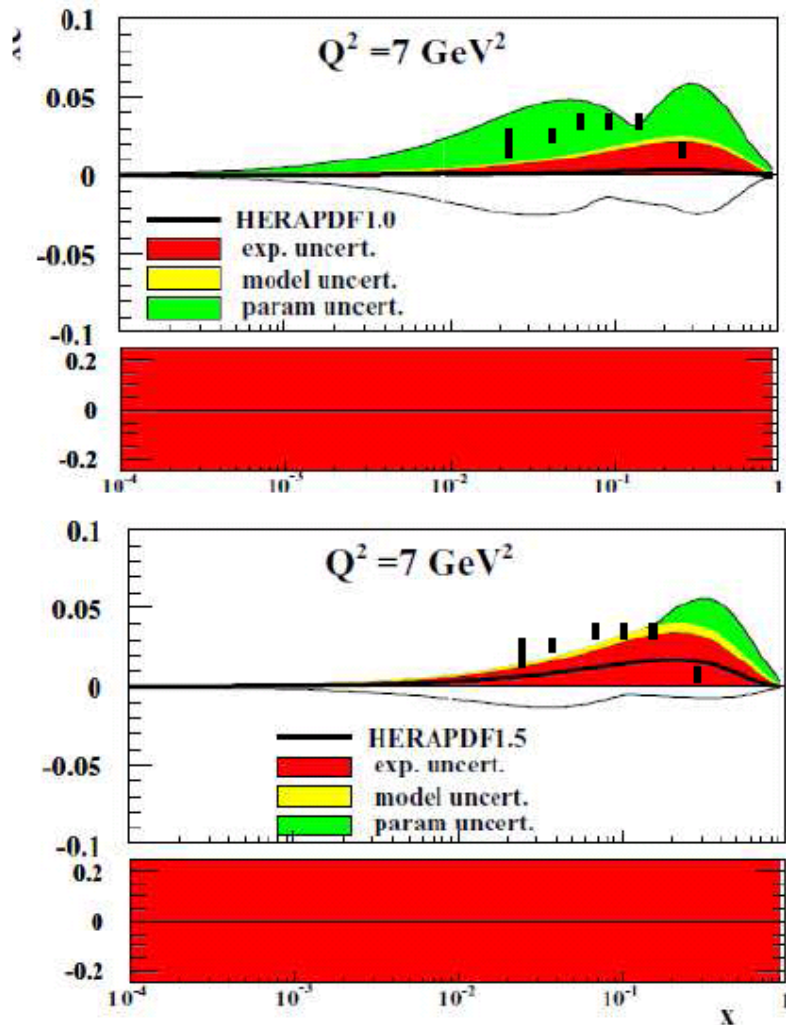 0.1
Q² =7 GeV²
0.05
0
HERAPDF1.0
exp. uncert.
-0.05
model uncert.
param uncert.
-0.1
0.2
0
-0.2
10⁻⁴ 10⁻³ 10⁻² 10⁻¹ 1
0.1
Q² =7 GeV²
0.05
0
HERAPDF1.5
-0.05
exp. uncert.
model uncert.
param uncert.
-0.1
0.2
0
-0.2
10⁻⁴ 10⁻³ 10⁻² 10⁻¹ 1
x